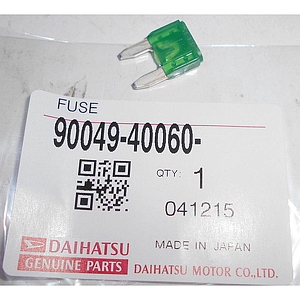 FUSE
90049-40060-
QTY: 1
041215
MADE IN JAPAN
DAIHATSU
GENUINE PARTS DAIHATSU MOTOR CO.,LTD.